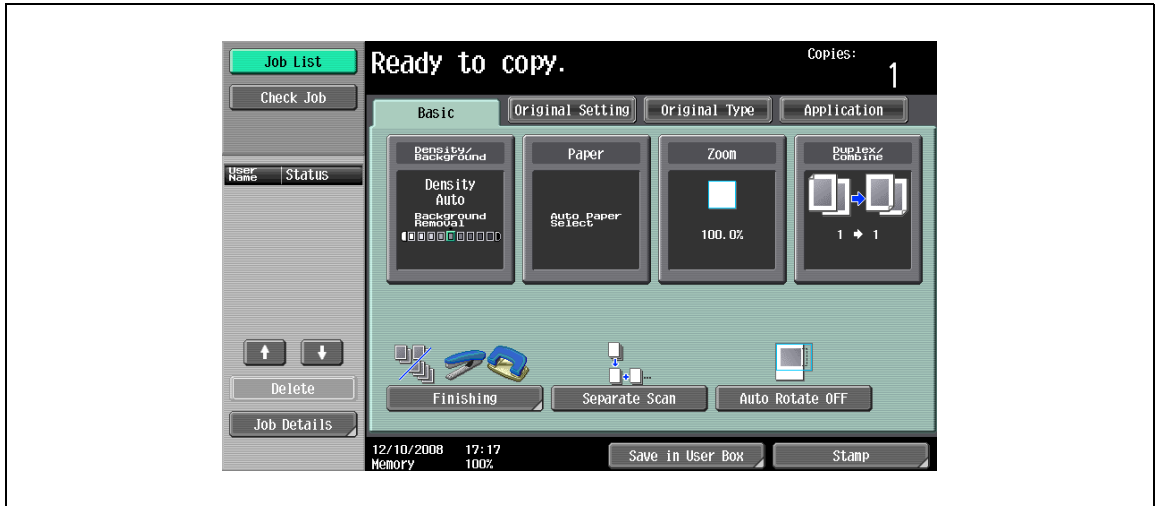 Job List
Check Job
User Name
Status
Delete
Job Details
Ready to copy.
Copies:
1
Basic
Original Setting
Original Type
Application
Density/
Background
Density
Auto
Background
Removal
Paper
Auto Paper
Select
Zoom
100.0%
Duplex/
Combine
1 → 1
Finishing
Separate Scan
Auto Rotate OFF
12/10/2008 17:17
Memory 100%
Save in User Box
Stamp